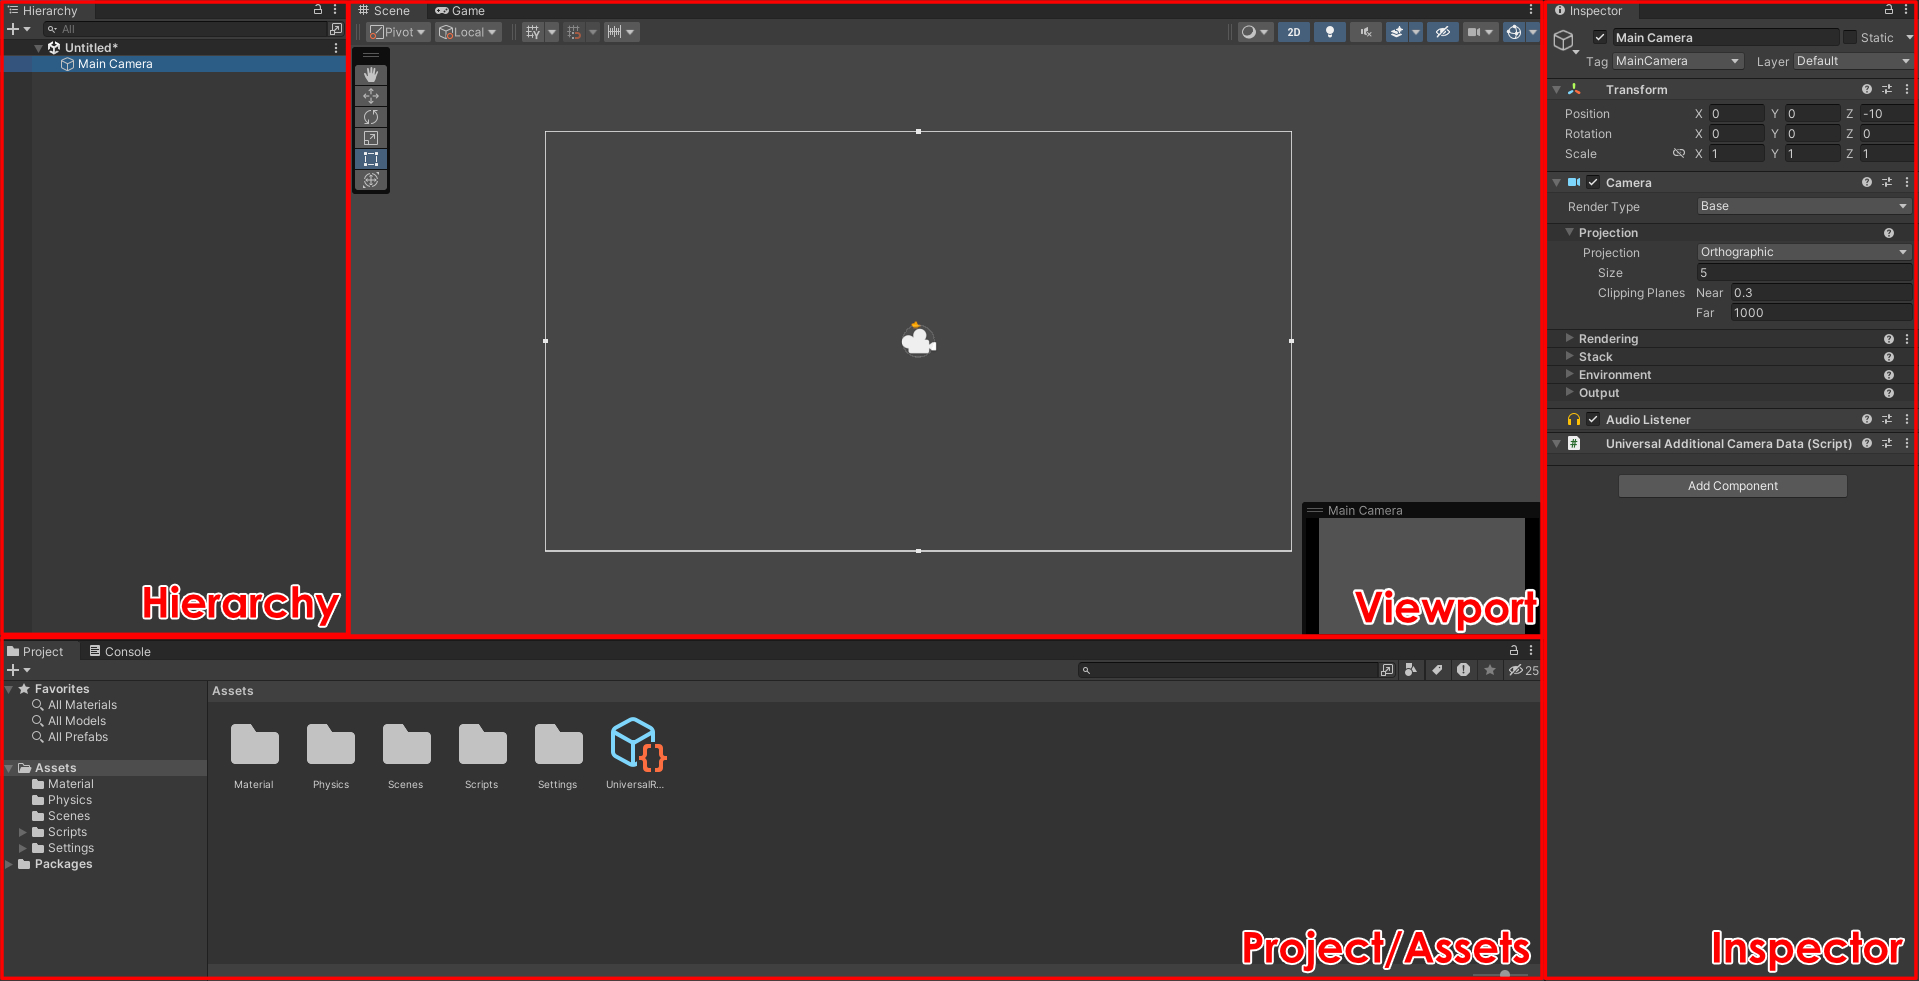 Hierarchy
All
Untitled*
Main Camera
Hierarchy
Scene
Game
Pivot
Local
2D
Main Camera
Viewport
Inspector
Main Camera
Static
Tag MainCamera Layer Default
Transform
Position X 0 Y 0 Z -10
Rotation X 0 Y 0 Z 0
Scale X 1 Y 1 Z 1
Camera
Render Type Base
Projection
Projection Orthographic
Size 5
Clipping Planes Near 0.3
Far 1000
Rendering
Stack
Environment
Output
Audio Listener
# Universal Additional Camera Data (Script)
Add Component
Inspector
Project
Console
25
Favorites
All Materials
All Models
All Prefabs
Assets
Material
Physics
Scenes
Scripts
Settings
Packages
Assets
Material Physics Scenes Scripts Settings UniversalR...
Project/Assets